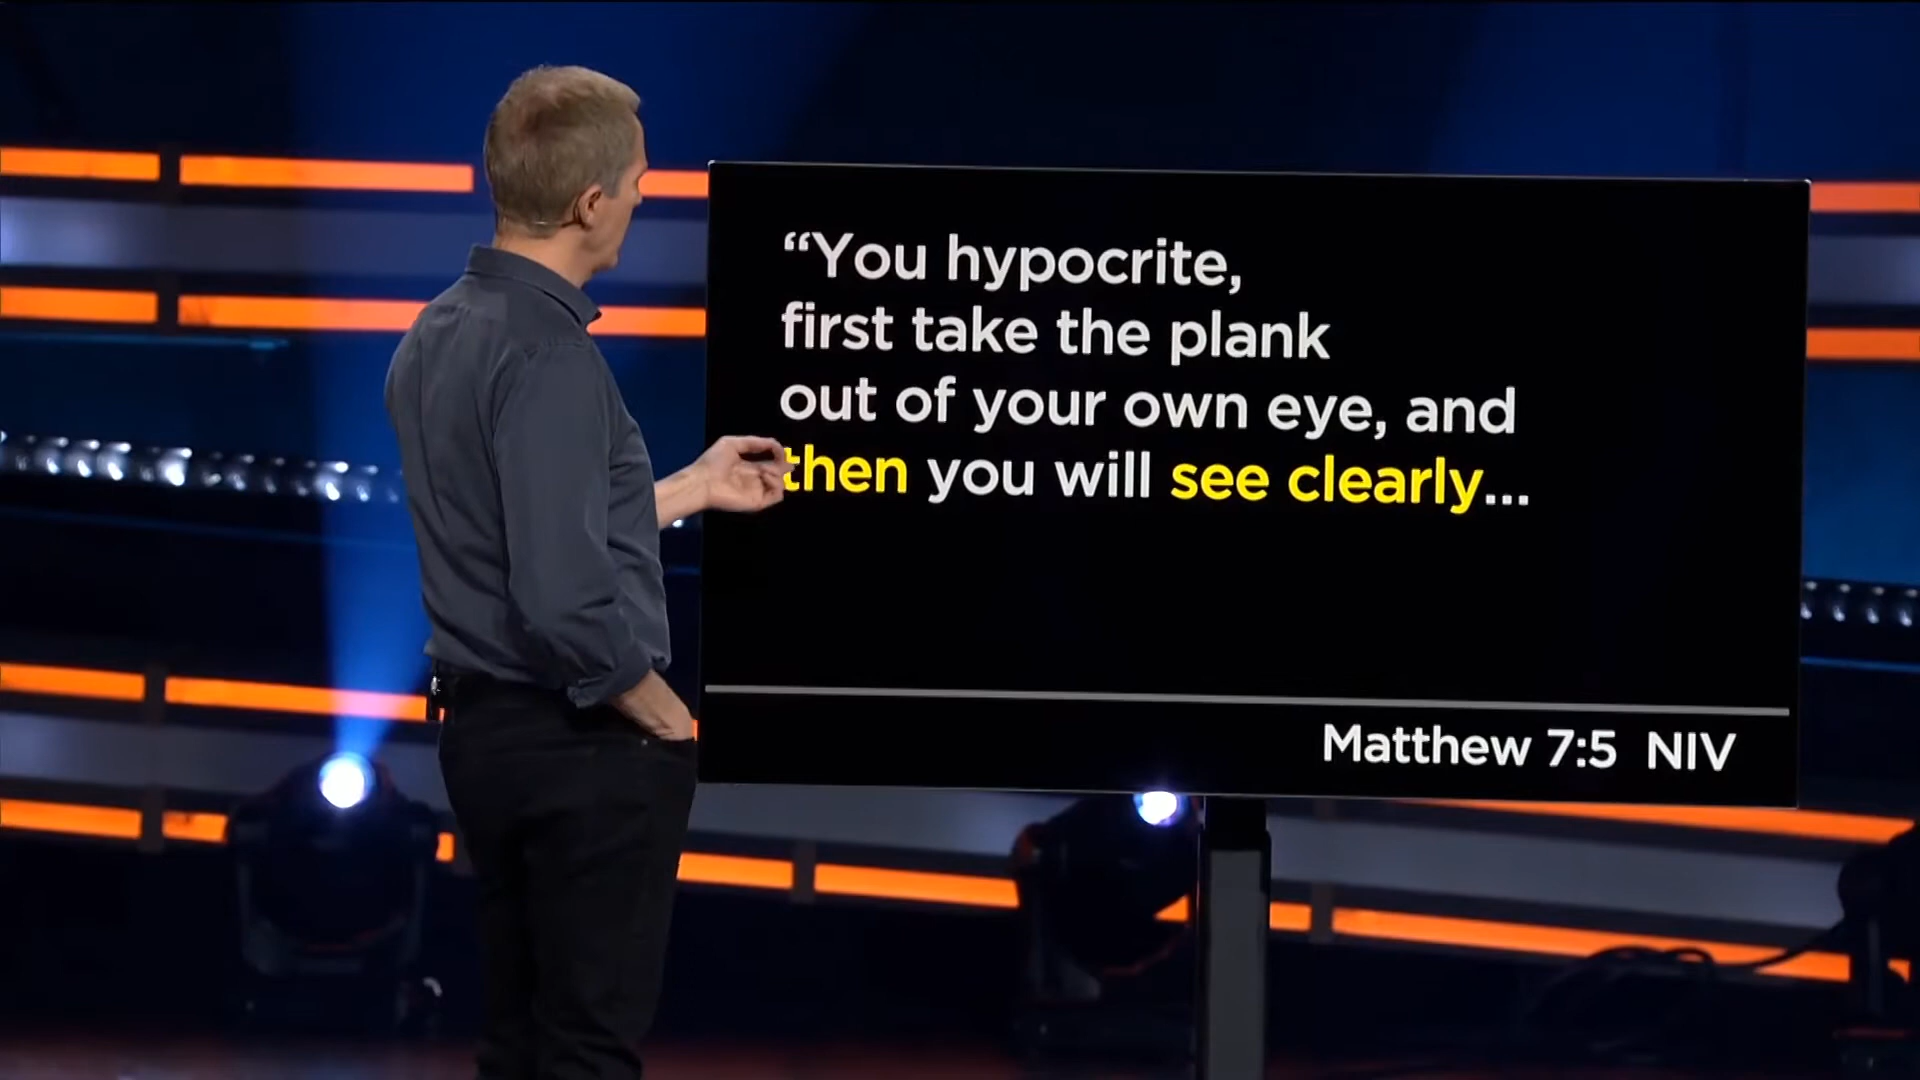 “You hypocrite,
first take the plank
out of your own eye, and
then you will see clearly...
Matthew 7:5 NIV